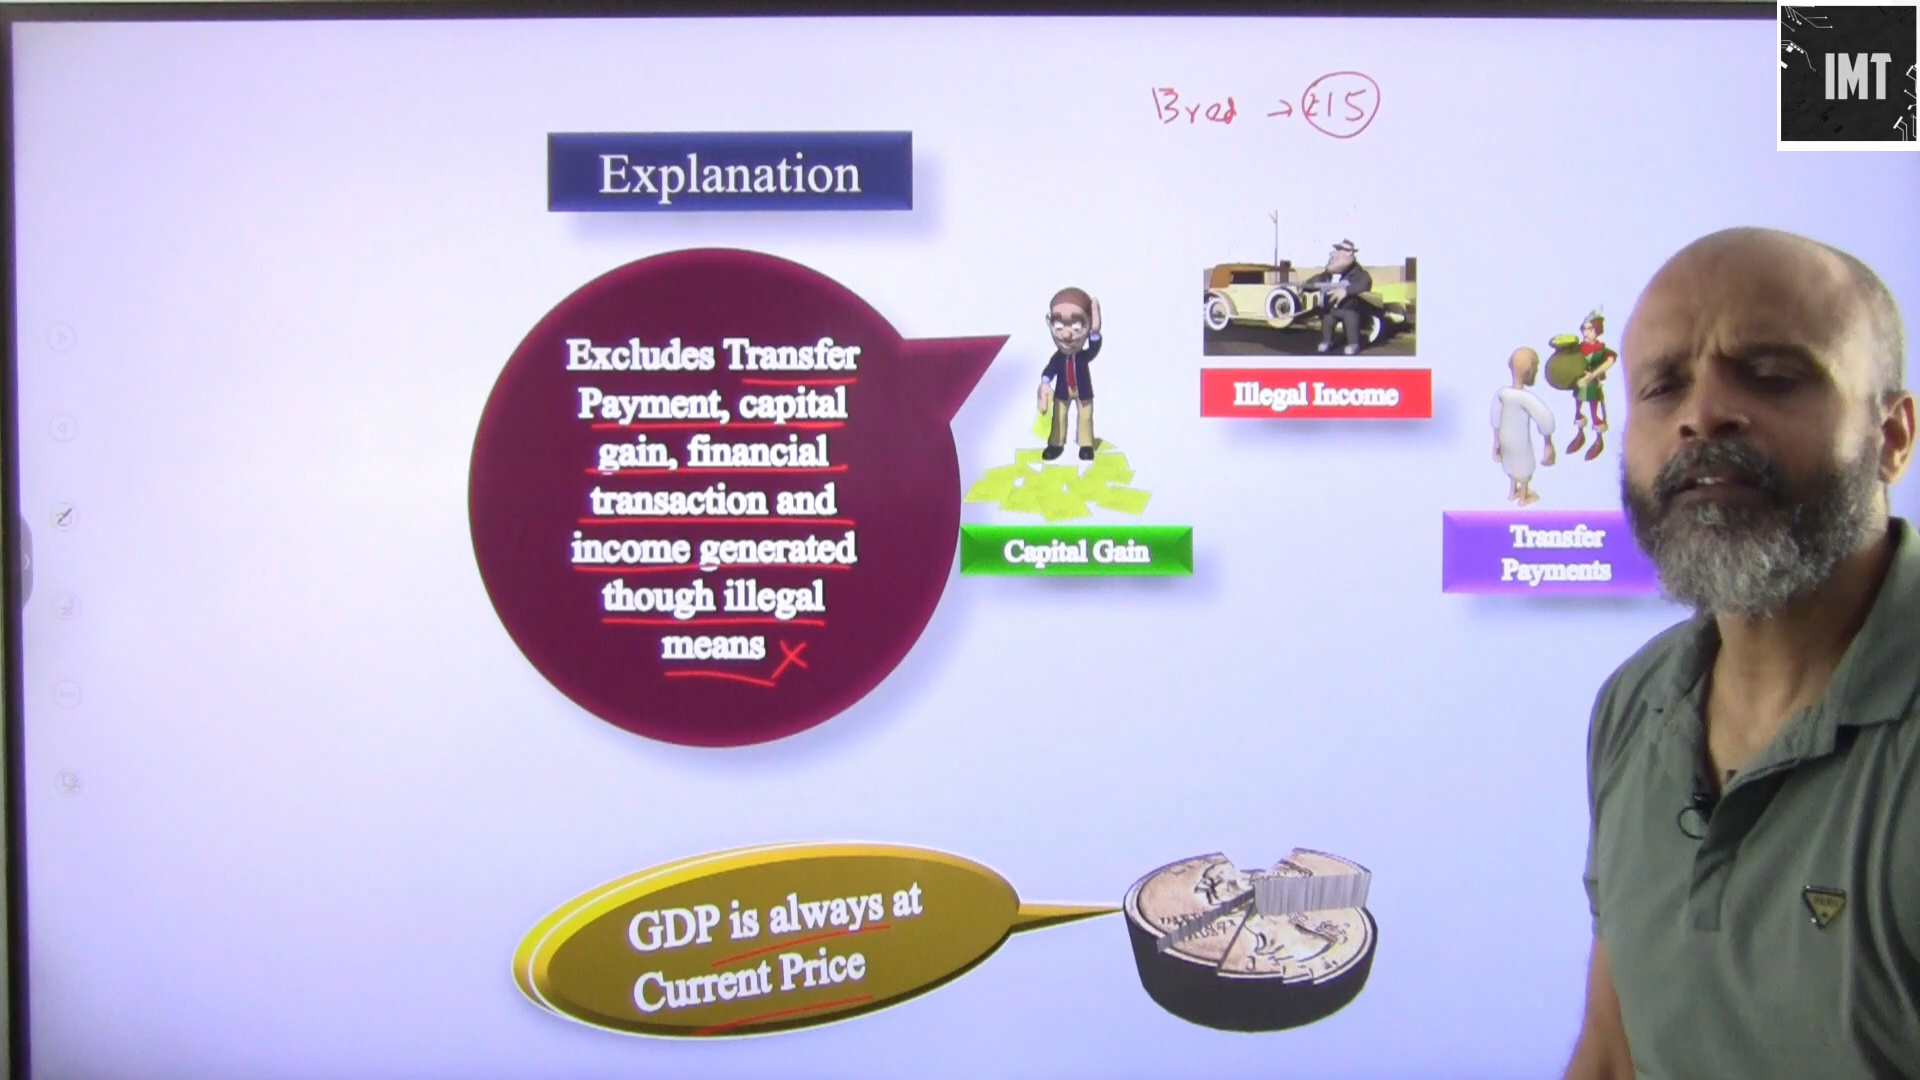 IMT
Bread → ₹15
Explanation
Excludes Transfer
Payment, capital
gain, financial
transaction and
income generated
though illegal
means
Illegal Income
Capital Gain
Transfer
Payments
GDP is always at
Current Price